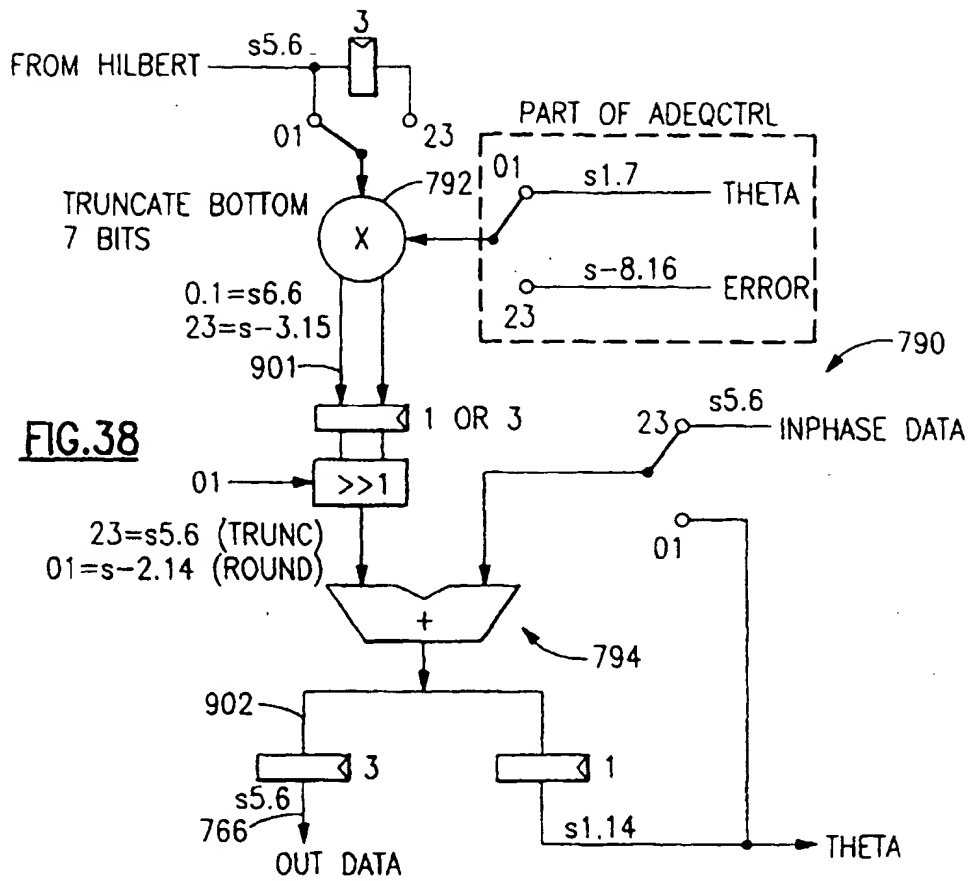 3
s5.6
FROM HILBERT
01
23
PART OF ADEQCTRL
792
01
s1.7
THETA
TRUNCATE BOTTOM
7 BITS
X
s-8.16
ERROR
23
0.1=s6.6
23=s-3.15
901
790
s5.6
23
INPHASE DATA
1 OR 3
FIG.38
01
>>1
01
23=s5.6 (TRUNC)
01=s-2.14 (ROUND)
+
794
902
3
1
s5.6
766
s1.14
OUT DATA
THETA